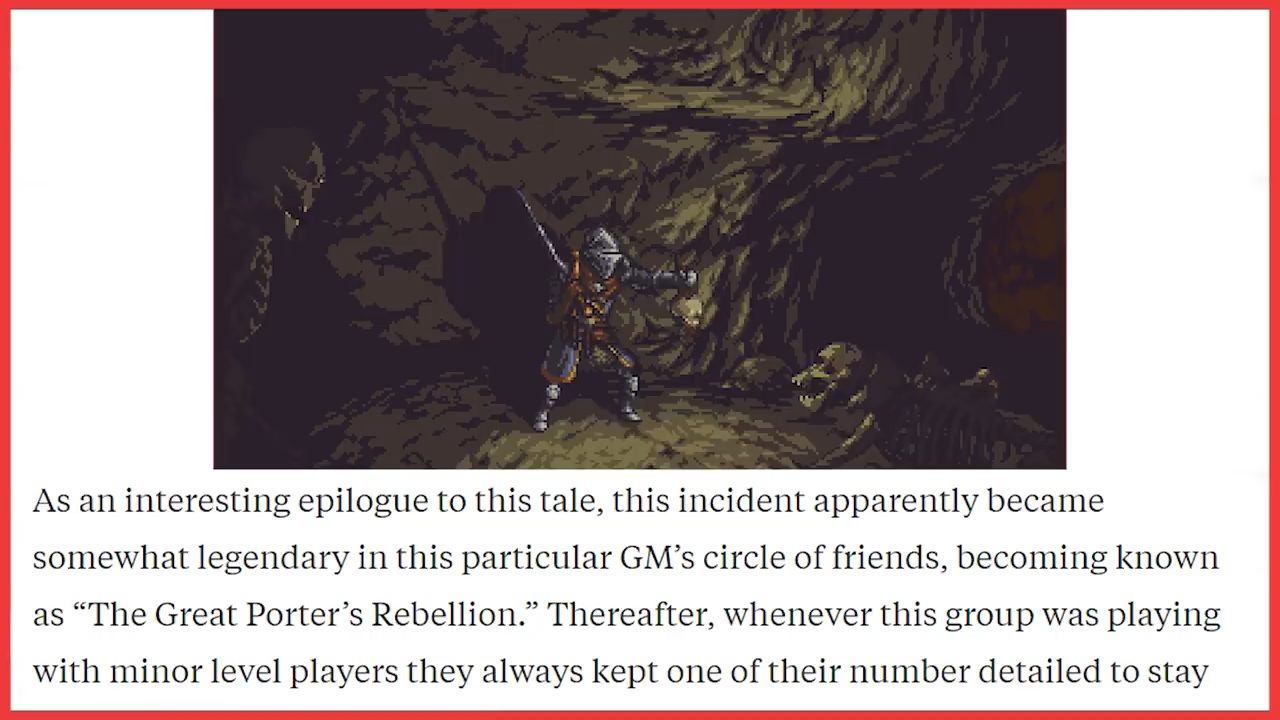 As an interesting epilogue to this tale, this incident apparently became
somewhat legendary in this particular GM’s circle of friends, becoming known
as “The Great Porter’s Rebellion.” Thereafter, whenever this group was playing
with minor level players they always kept one of their number detailed to stay